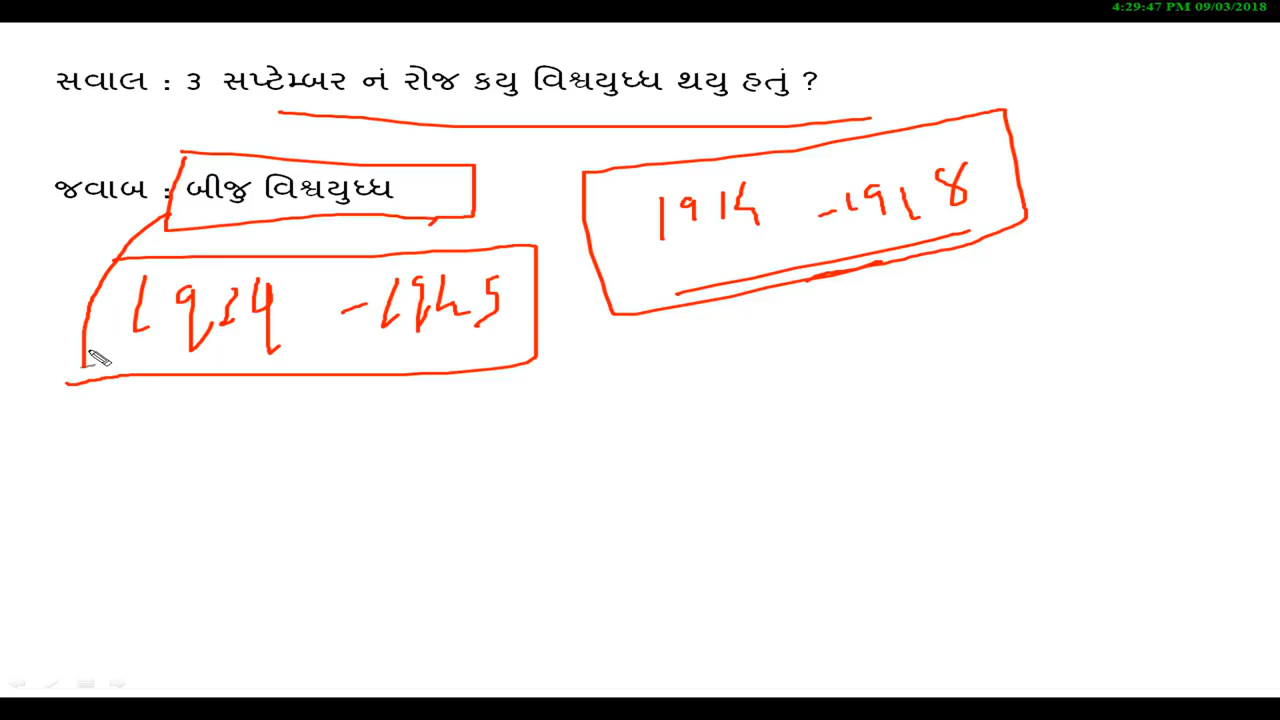 4:29:47 PM 09/03/2018
સવાલ : 3 સપ્ટેમ્બર નં રોજ કયુ વિશ્વયુધ્ધ થયુ હતું ?
જવાબ : બીજુ વિશ્વયુધ્ધ
1914 - 1918
1939 - 1945